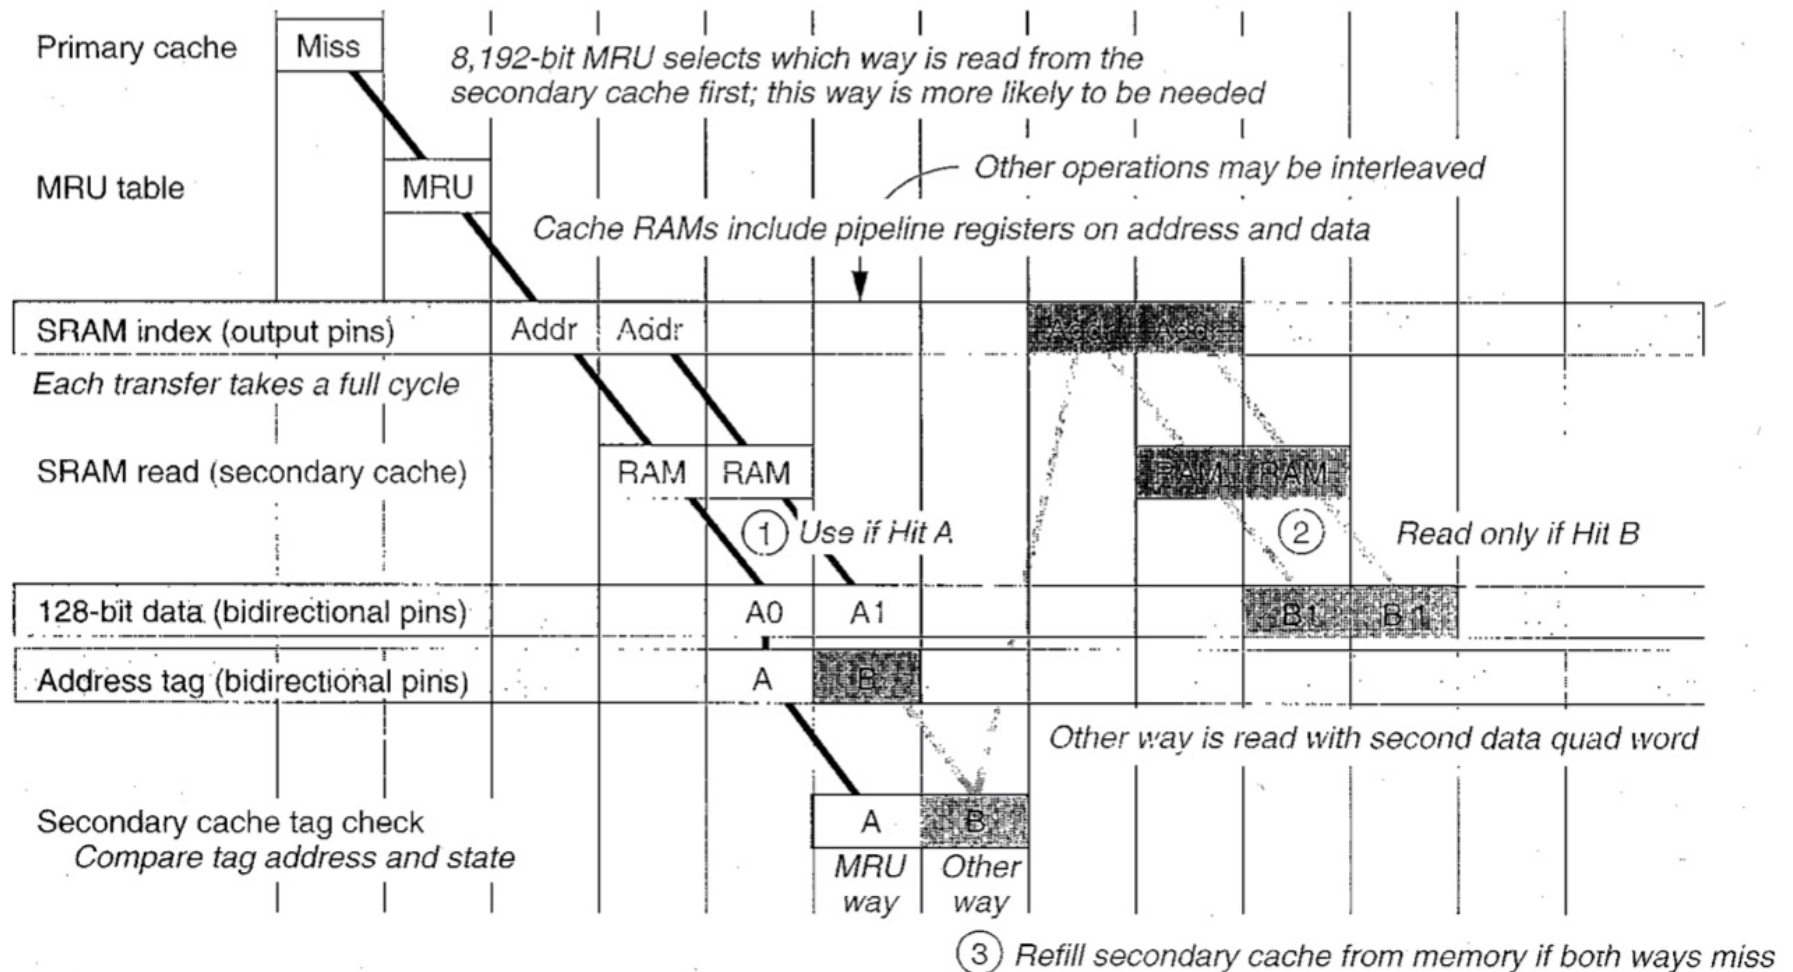 Primary cache
Miss
8,192-bit MRU selects which way is read from the
secondary cache first; this way is more likely to be needed
Other operations may be interleaved
MRU table
MRU
Cache RAMs include pipeline registers on address and data
SRAM index (output pins)
Addr
Addr
Addr
Addr
Each transfer takes a full cycle
SRAM read (secondary cache)
RAM
RAM
RAM
RAM
1
Use if Hit A
2
Read only if Hit B
128-bit data (bidirectional pins)
A0
A1
B1
B1
Address tag (bidirectional pins)
A
B
Other way is read with second data quad word
Secondary cache tag check
Compare tag address and state
A
B
MRU
way
Other
way
3 Refill secondary cache from memory if both ways miss